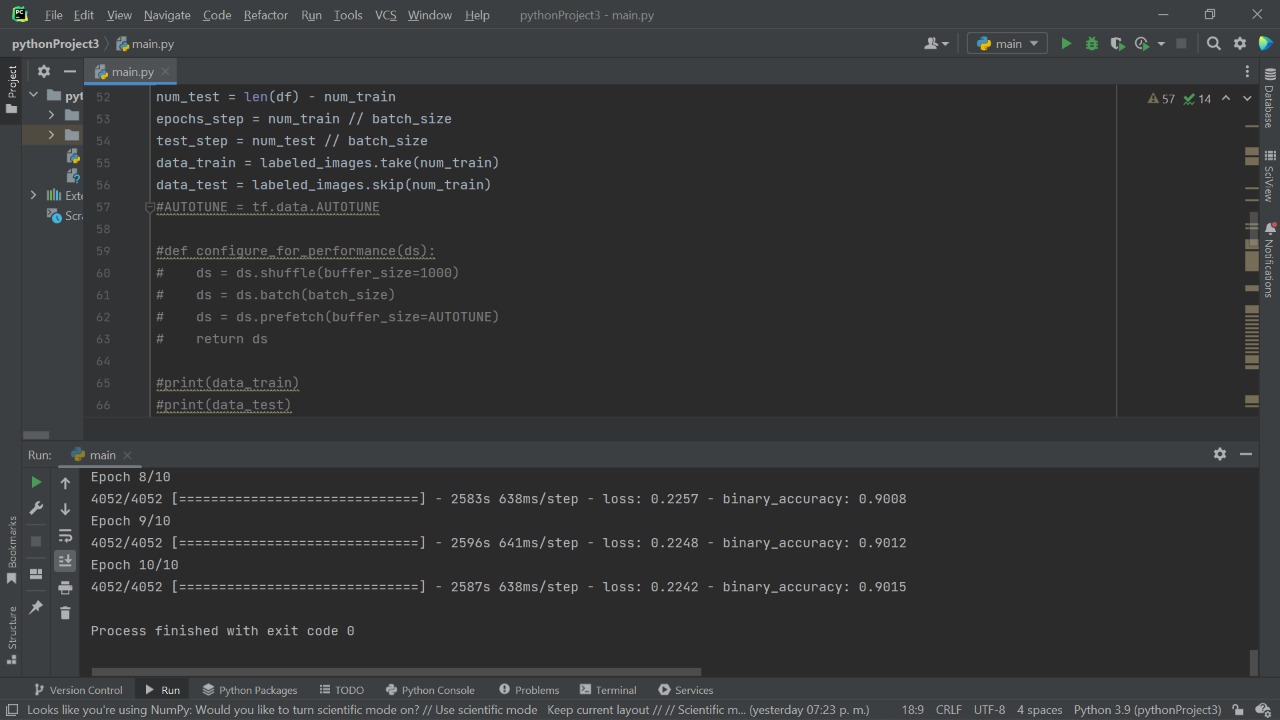 PC File Edit View Navigate Code Refactor Run Tools VCS Window Help pythonProject3 - main.py
pythonProject3 main.py main
Project
main.py
py
Exte
Scra
57 14
52 num_test = len(df) - num_train
53 epochs_step = num_train // batch_size
54 test_step = num_test // batch_size
55 data_train = labeled_images.take(num_train)
56 data_test = labeled_images.skip(num_train)
57 #AUTOTUNE = tf.data.AUTOTUNE
58
59 #def configure_for_performance(ds):
60 #    ds = ds.shuffle(buffer_size=1000)
61 #    ds = ds.batch(batch_size)
62 #    ds = ds.prefetch(buffer_size=AUTOTUNE)
63 #    return ds
64
65 #print(data_train)
66 #print(data_test)
Database
SciView
Notifications
Run: main
Epoch 8/10
4052/4052 [==============================] - 2583s 638ms/step - loss: 0.2257 - binary_accuracy: 0.9008
Epoch 9/10
4052/4052 [==============================] - 2596s 641ms/step - loss: 0.2248 - binary_accuracy: 0.9012
Epoch 10/10
4052/4052 [==============================] - 2587s 638ms/step - loss: 0.2242 - binary_accuracy: 0.9015
Process finished with exit code 0
Bookmarks
Structure
Version Control Run Python Packages TODO Python Console Problems Terminal Services
Looks like you're using NumPy: Would you like to turn scientific mode on? // Use scientific mode Keep current layout // // Scientific m... (yesterday 07:23 p. m.) 18:9 CRLF UTF-8 4 spaces Python 3.9 (pythonProject3)